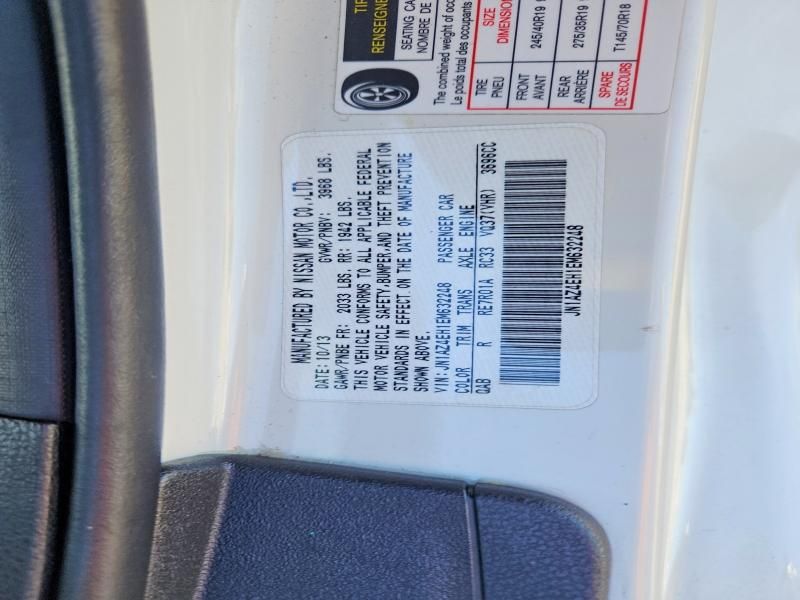 TIR
RENSEIGNE
SEATING CA
NOMBRE DE
The combined weight of occ
Le poids total des occupants
TIRE
PNEU
SIZE
DIMENSION
FRONT
AVANT
245/40R19
REAR
ARRIÈRE
275/35R19
SPARE
DE SECOURS
T145/70R18
MANUFACTURED BY NISSAN MOTOR CO.,LTD.
DATE: 10/13 GVWR/PNBV: 3968 LBS.
GAWR/PNBE FR: 2033 LBS. RR: 1942 LBS.
THIS VEHICLE CONFORMS TO ALL APPLICABLE FEDERAL
MOTOR VEHICLE SAFETY,BUMPER,AND THEFT PREVENTION
STANDARDS IN EFFECT ON THE DATE OF MANUFACTURE
SHOWN ABOVE.
VIN: JN1AZ4EH1EM632248 PASSENGER CAR
COLOR TRIM TRANS AXLE ENGINE
QAB R RE7R01A RC33 VQ37(VHR) 3696CC
JN1AZ4EH1EM632248